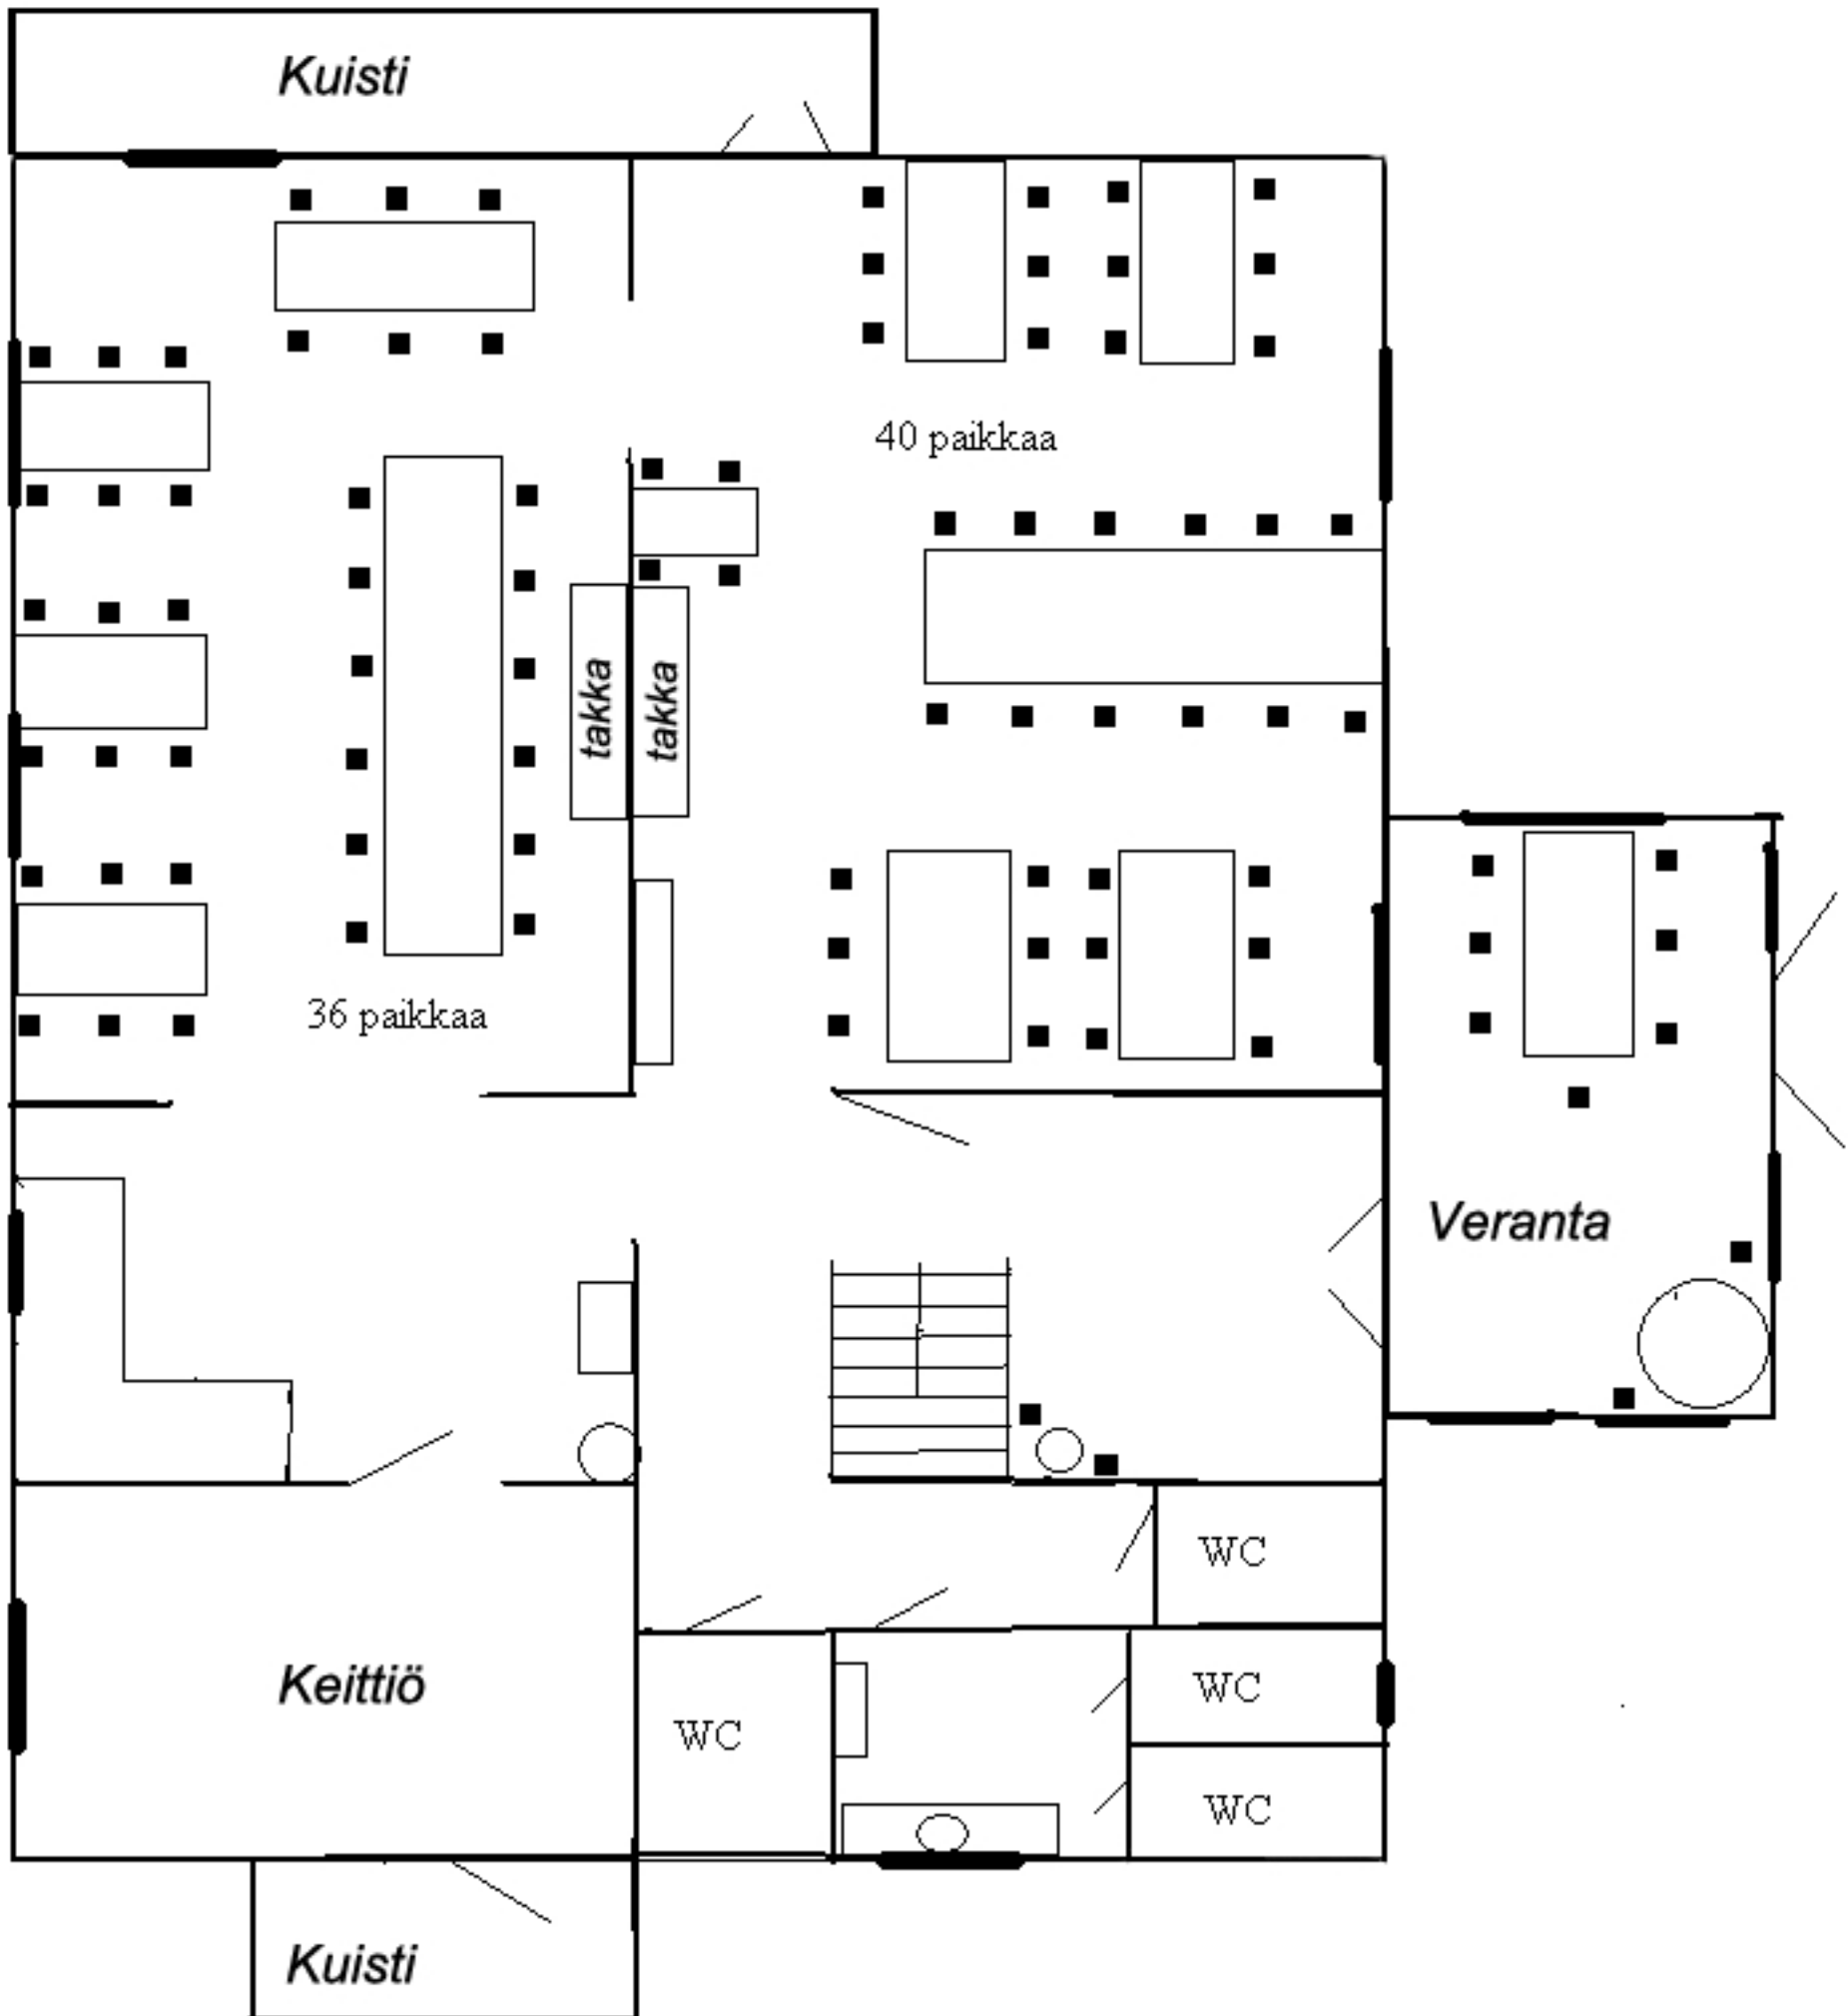 Kuisti
40 paikkaa
takka
takka
36 paikkaa
Veranta
WC
Keittiö
WC
WC
WC
Kuisti